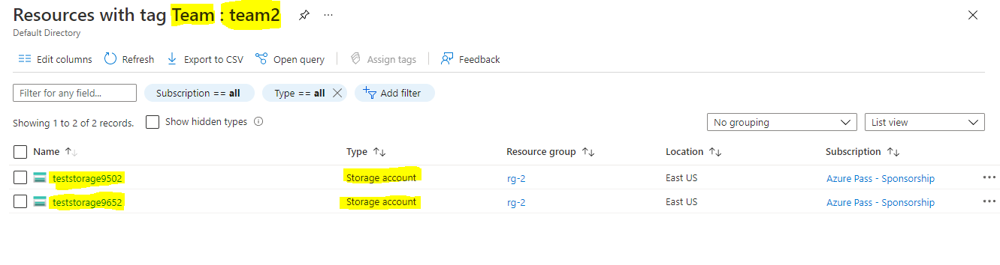 Resources with tag Team : team2
Default Directory
Edit columns Refresh Export to CSV Open query Assign tags Feedback
Filter for any field... Subscription == all Type == all Add filter
Showing 1 to 2 of 2 records. Show hidden types No grouping List view
Name Type Resource group Location Subscription
teststorage9502 Storage account rg-2 East US Azure Pass - Sponsorship
teststorage9652 Storage account rg-2 East US Azure Pass - Sponsorship